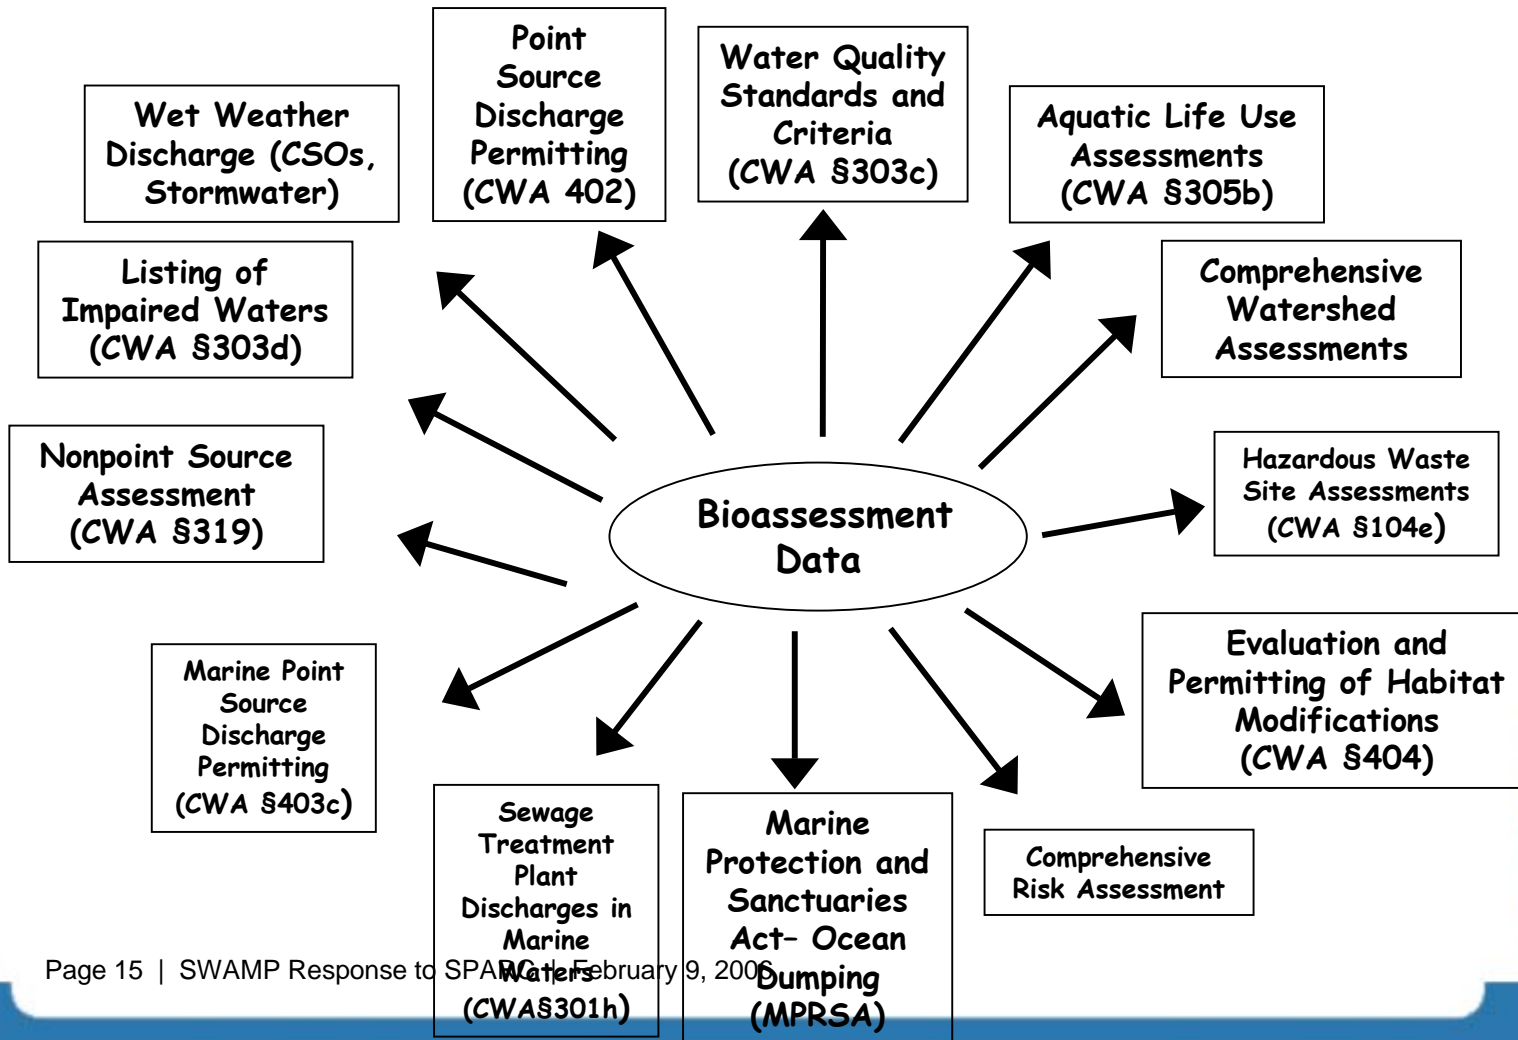 Point
Source
Discharge
Permitting
(CWA 402)
Water Quality
Standards and
Criteria
(CWA §303c)
Wet Weather
Discharge (CSOs,
Stormwater)
Aquatic Life Use
Assessments
(CWA §305b)
Listing of
Impaired Waters
(CWA §303d)
Comprehensive
Watershed
Assessments
Nonpoint Source
Assessment
(CWA §319)
Hazardous Waste
Site Assessments
(CWA §104e)
Bioassessment
Data
Marine Point
Source
Discharge
Permitting
(CWA §403c)
Evaluation and
Permitting of Habitat
Modifications
(CWA §404)
Sewage
Treatment
Plant
Discharges in
Marine
Waters
(CWA§301h)
Marine
Protection and
Sanctuaries
Act– Ocean
Dumping
(MPRSA)
Comprehensive
Risk Assessment
Page 15 | SWAMP Response to SPARC | February 9, 2006